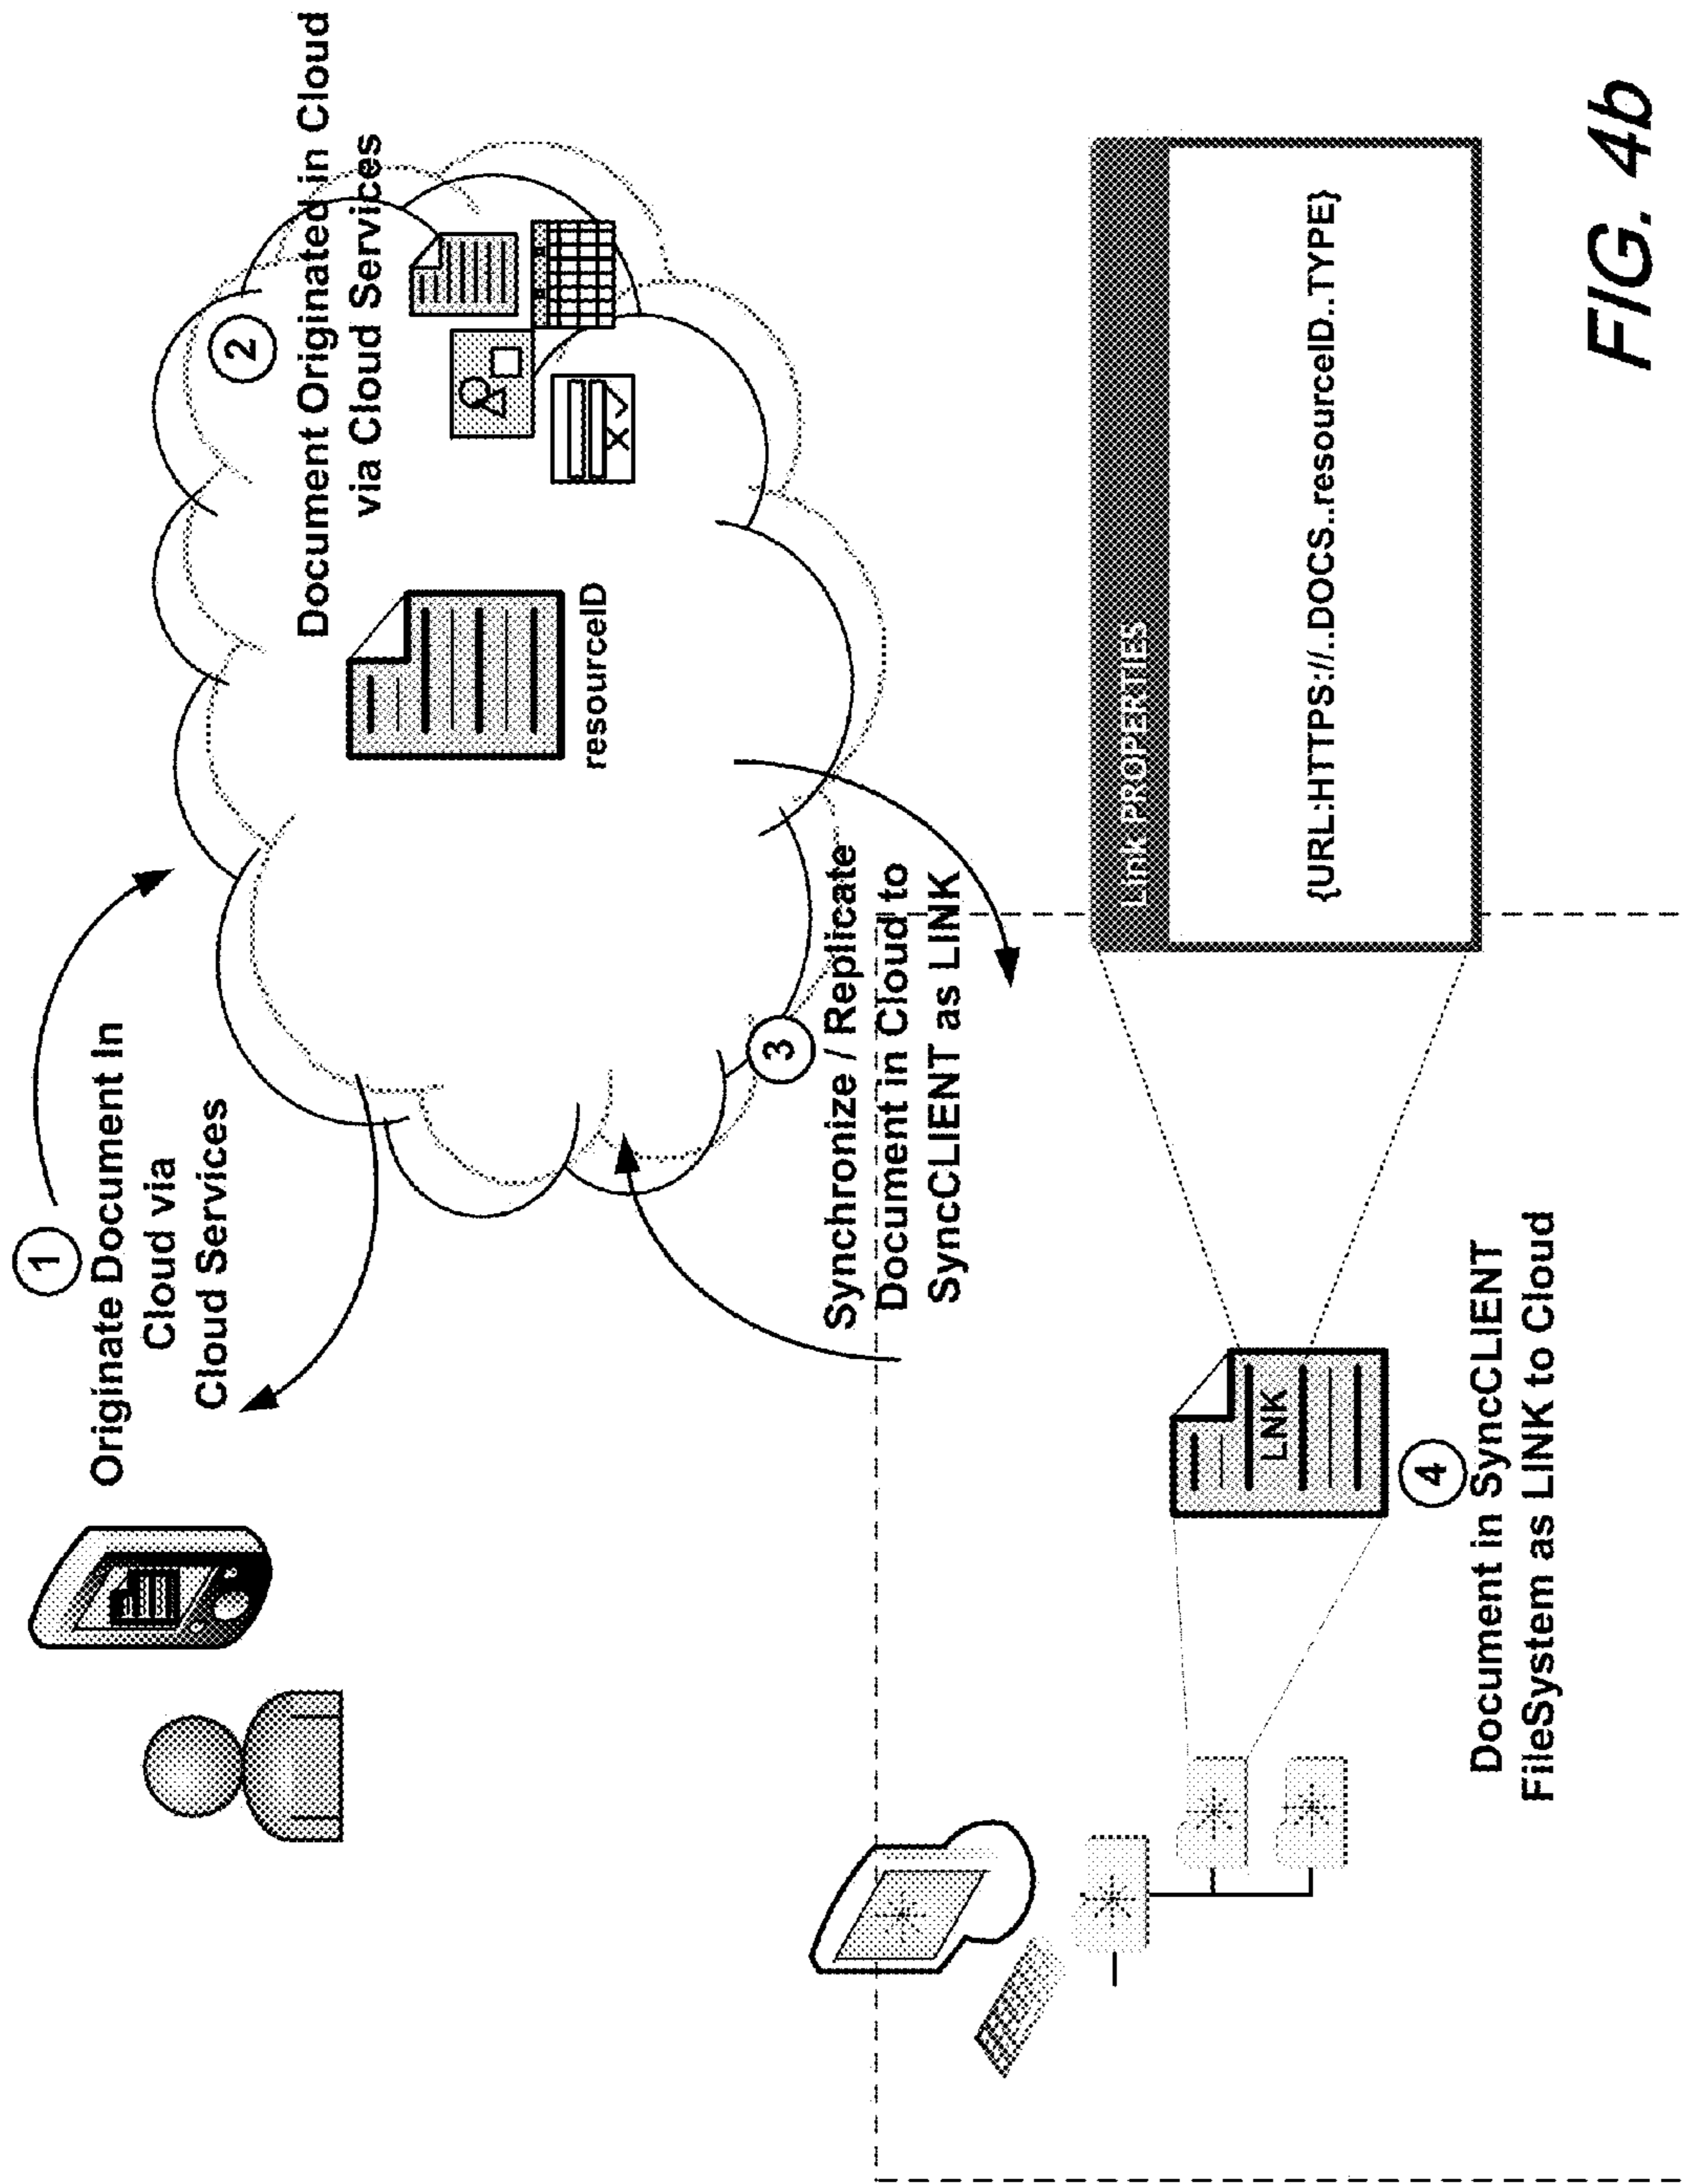 1
Originate Document In
Cloud via
Cloud Services
2
Document Originated in Cloud
via Cloud Services
resourceID
3
Synchronize / Replicate
Document in Cloud to
SyncCLIENT as LINK
LNK
4
Document in SyncCLIENT
FileSystem as LINK to Cloud
Link PROPERTIES
{URL:HTTPS://.DOCS..resourceID..TYPE}
FIG. 4b